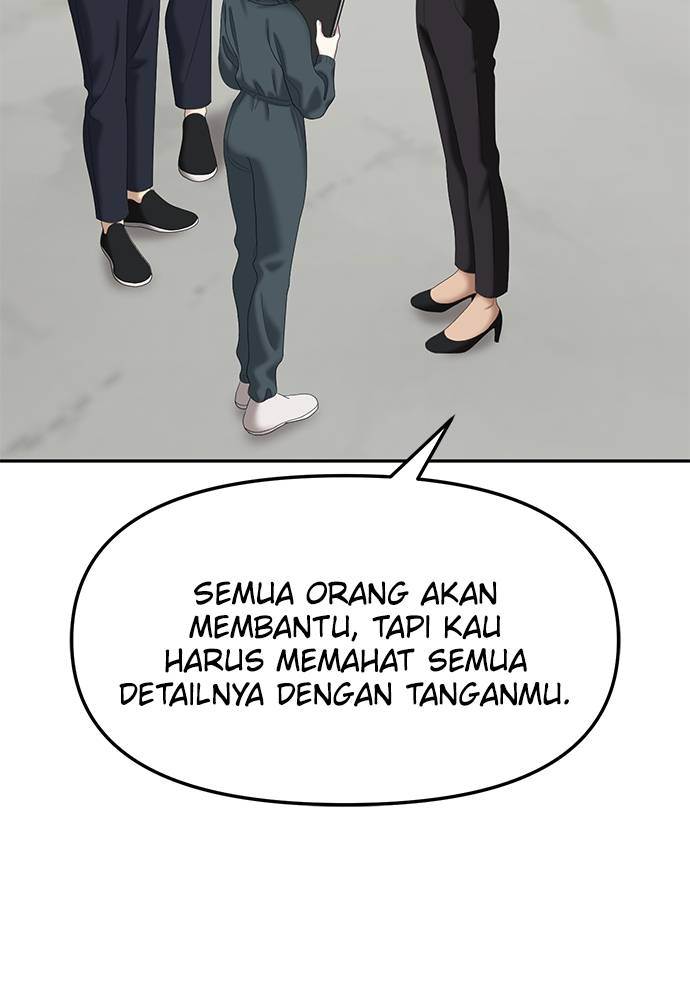 SEMUA ORANG AKAN
MEMBANTU, TAPI KAU
HARUS MEMAHAT SEMUA
DETAILNYA DENGAN TANGANMU.